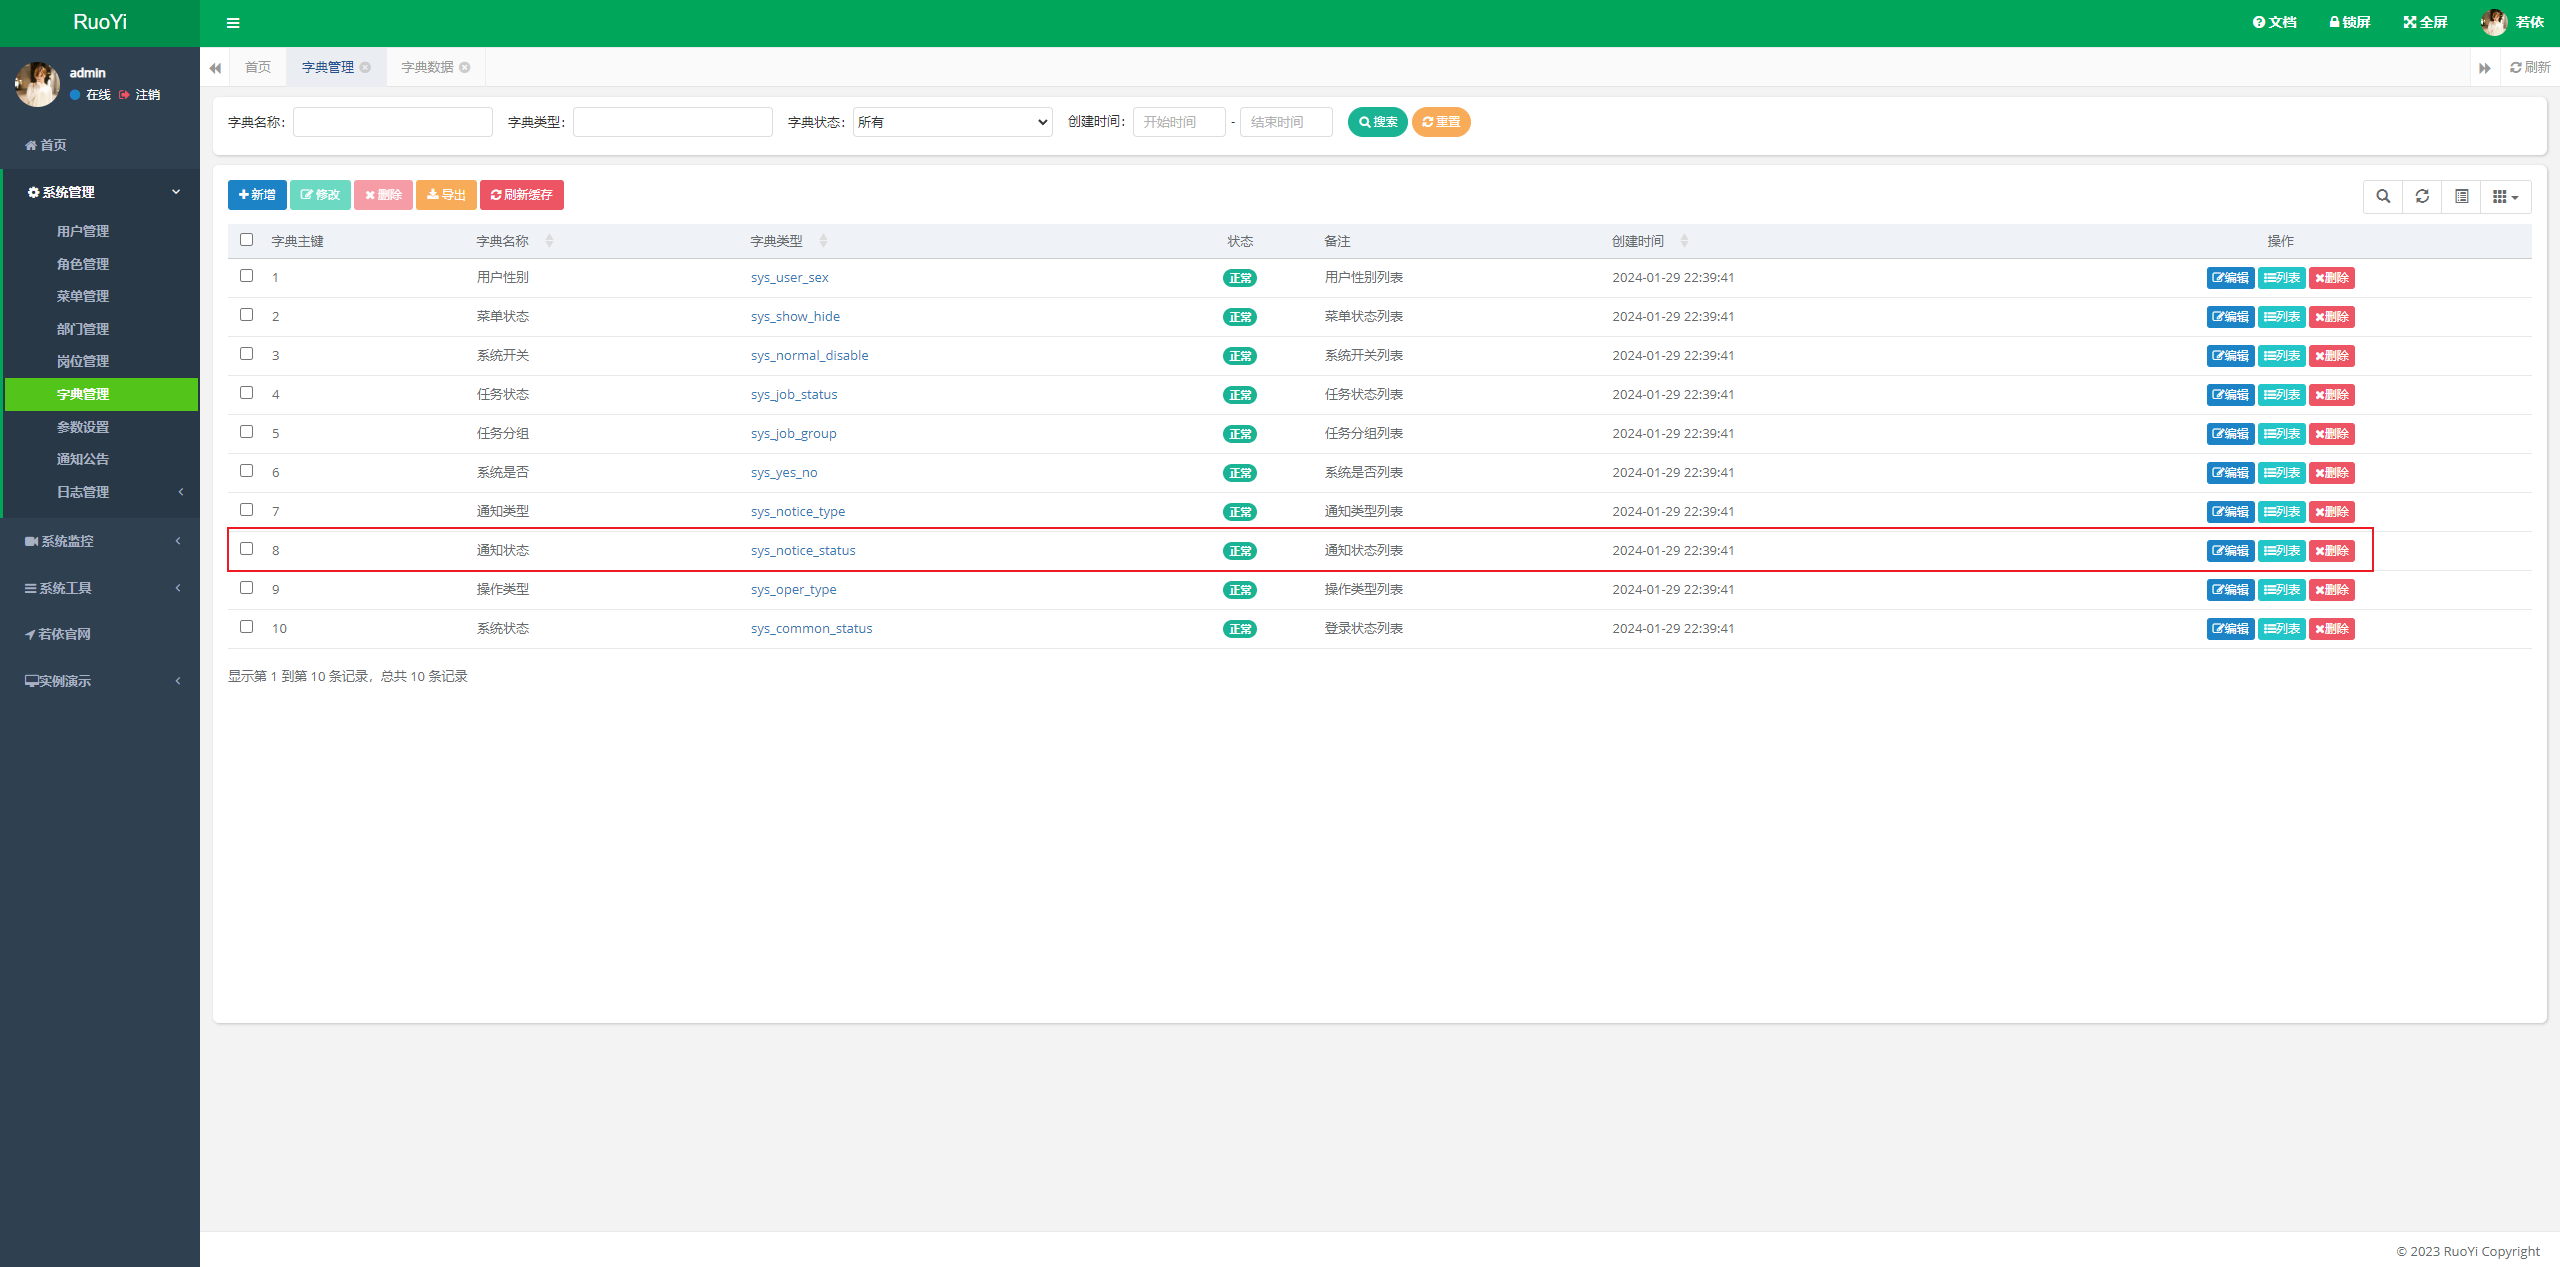 RuoYi
文档 锁屏 全屏 若依
admin
在线 注销
首页 字典管理 字典数据 刷新
字典名称： 字典类型： 字典状态： 所有 创建时间： 开始时间 - 结束时间 搜索 重置
首页
系统管理
用户管理
角色管理
菜单管理
部门管理
岗位管理
字典管理
参数设置
通知公告
日志管理
系统监控
系统工具
若依官网
实例演示
新增 修改 删除 导出 刷新缓存
字典主键 字典名称 字典类型 状态 备注 创建时间 操作
1 用户性别 sys_user_sex 正常 用户性别列表 2024-01-29 22:39:41 编辑 列表 删除
2 菜单状态 sys_show_hide 正常 菜单状态列表 2024-01-29 22:39:41 编辑 列表 删除
3 系统开关 sys_normal_disable 正常 系统开关列表 2024-01-29 22:39:41 编辑 列表 删除
4 任务状态 sys_job_status 正常 任务状态列表 2024-01-29 22:39:41 编辑 列表 删除
5 任务分组 sys_job_group 正常 任务分组列表 2024-01-29 22:39:41 编辑 列表 删除
6 系统是否 sys_yes_no 正常 系统是否列表 2024-01-29 22:39:41 编辑 列表 删除
7 通知类型 sys_notice_type 正常 通知类型列表 2024-01-29 22:39:41 编辑 列表 删除
8 通知状态 sys_notice_status 正常 通知状态列表 2024-01-29 22:39:41 编辑 列表 删除
9 操作类型 sys_oper_type 正常 操作类型列表 2024-01-29 22:39:41 编辑 列表 删除
10 系统状态 sys_common_status 正常 登录状态列表 2024-01-29 22:39:41 编辑 列表 删除
显示第 1 到第 10 条记录，总共 10 条记录
© 2023 RuoYi Copyright